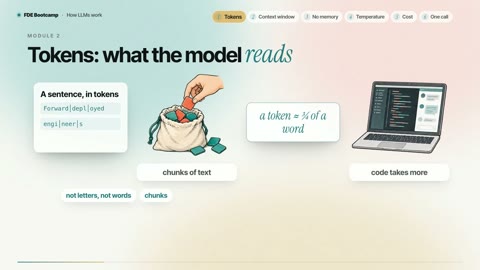 FDE Bootcamp · How LLMs work
Tokens
Context window
No memory
Temperature
Cost
One call
MODULE 2
Tokens: what the model reads
A sentence, in tokens
Forward|depl|oyed
engi|neer|s
a token ≈ ¾ of a
word
chunks of text
code takes more
not letters, not words
chunks